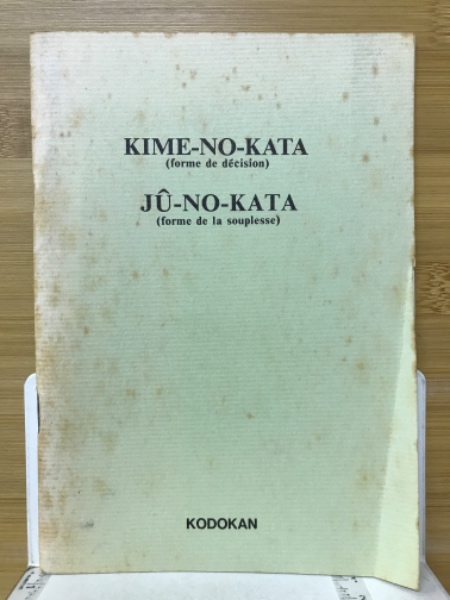 KIME-NO-KATA
(forme de décision)
JÛ-NO-KATA
(forme de la souplesse)
KODOKAN